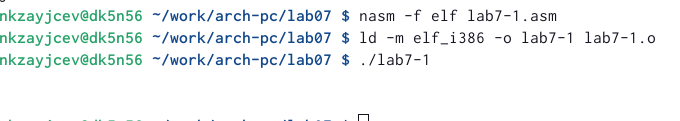 nkzayjcev@dk5n56 ~/work/arch-pc/lab07 $ nasm -f elf lab7-1.asm
nkzayjcev@dk5n56 ~/work/arch-pc/lab07 $ ld -m elf_i386 -o lab7-1 lab7-1.o
nkzayjcev@dk5n56 ~/work/arch-pc/lab07 $ ./lab7-1